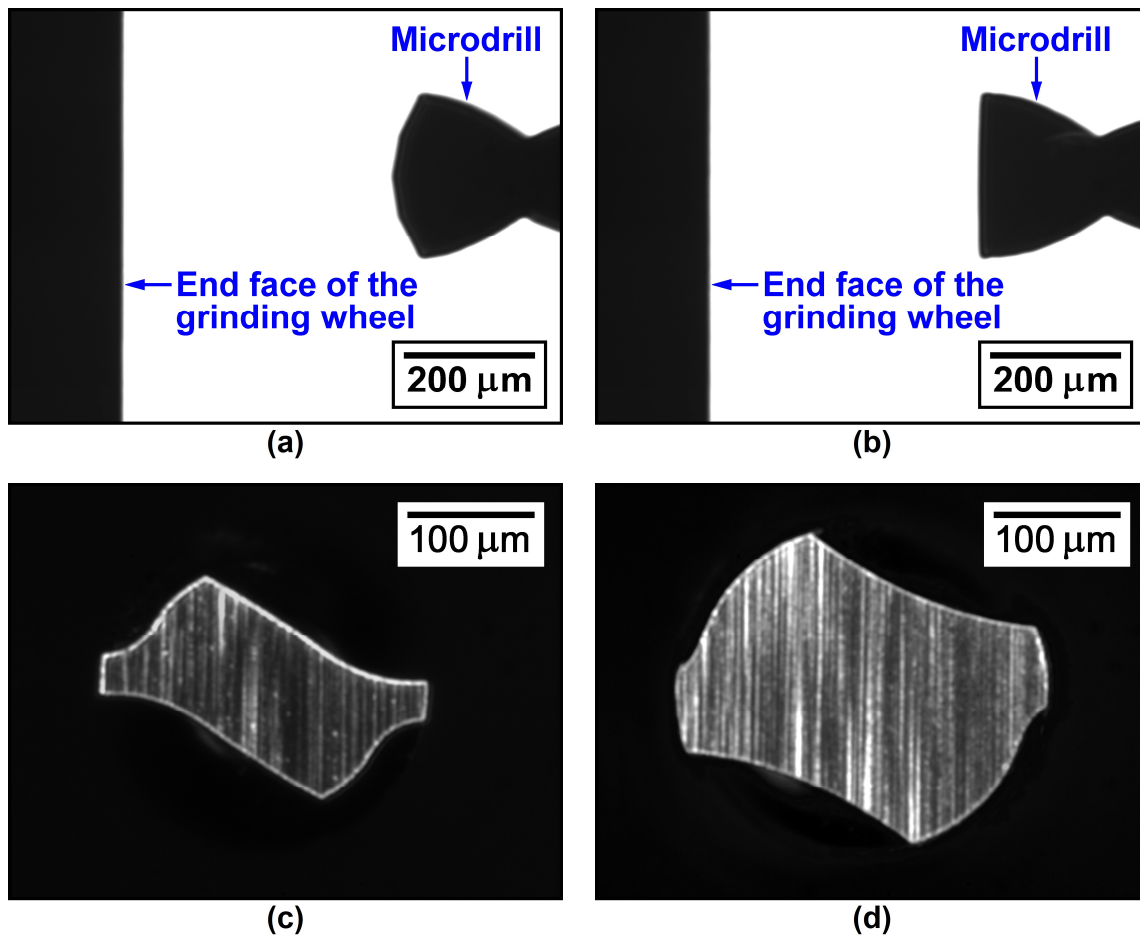 Microdrill
End face of the
grinding wheel
200 μm
(a)
Microdrill
End face of the
grinding wheel
200 μm
(b)
100 μm
(c)
100 μm
(d)